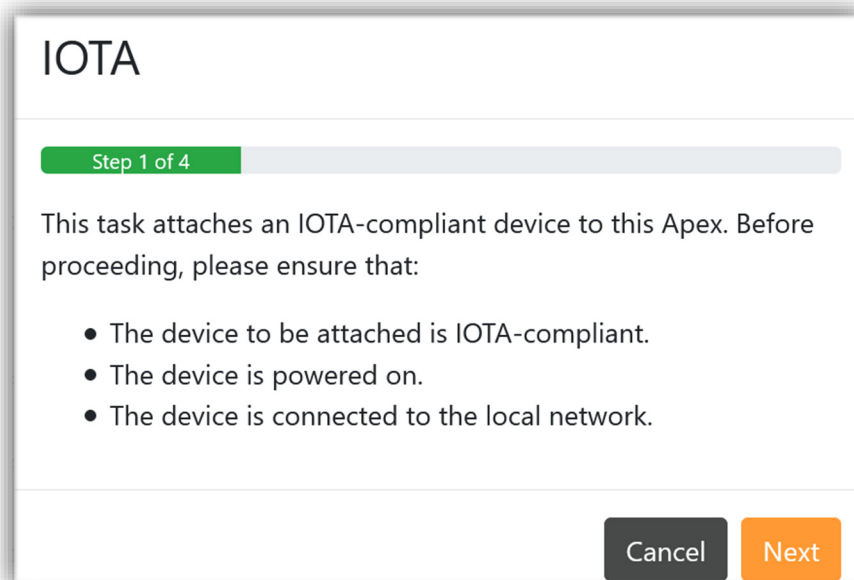 IOTA
Step 1 of 4
This task attaches an IOTA-compliant device to this Apex. Before
proceeding, please ensure that:
• The device to be attached is IOTA-compliant.
• The device is powered on.
• The device is connected to the local network.
Cancel
Next